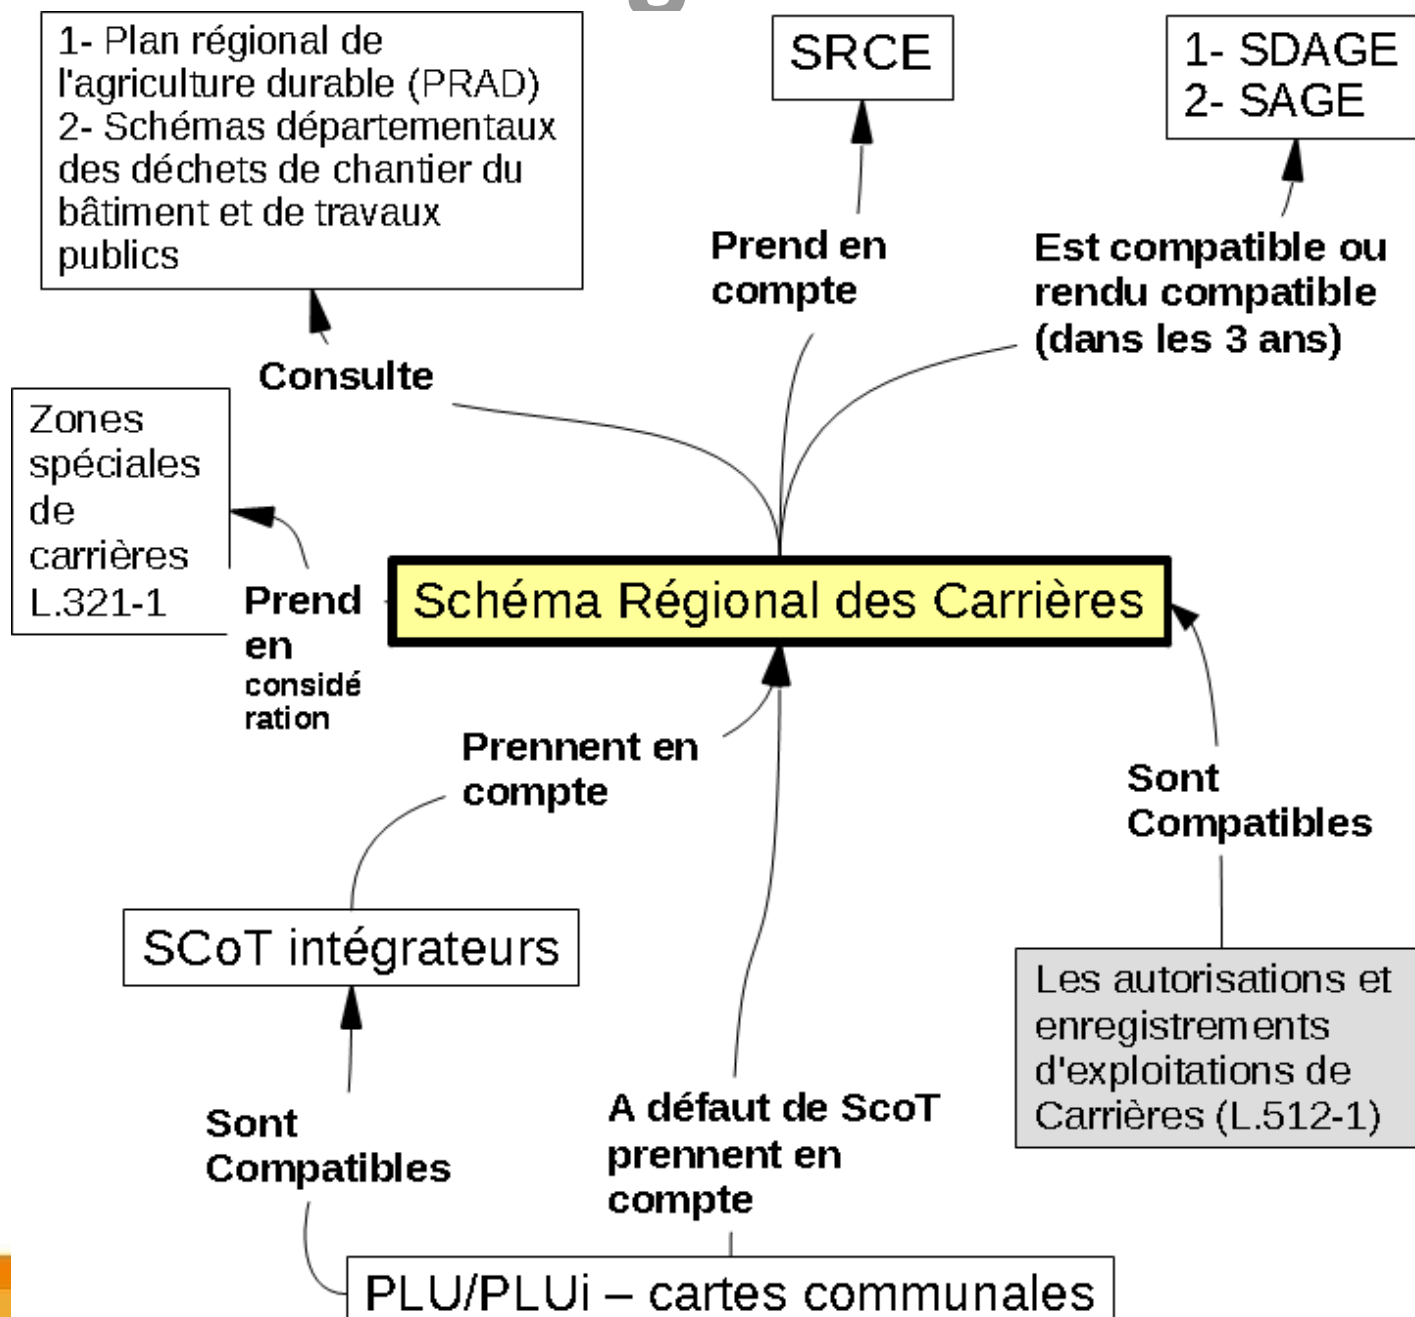 1- Plan régional de
l'agriculture durable (PRAD)
2- Schémas départementaux
des déchets de chantier du
bâtiment et de travaux
publics
SRCE
1- SDAGE
2- SAGE
Prend en
compte
Est compatible ou
rendu compatible
(dans les 3 ans)
Consulte
Zones
spéciales
de
carrières
L.321-1
Prend
en
considé
ration
Schéma Régional des Carrières
Prennent en
compte
Sont
Compatibles
SCoT intégrateurs
Les autorisations et
enregistrements
d'exploitations de
Carrières (L.512-1)
Sont
Compatibles
A défaut de ScoT
prennent en
compte
PLU/PLUi – cartes communales